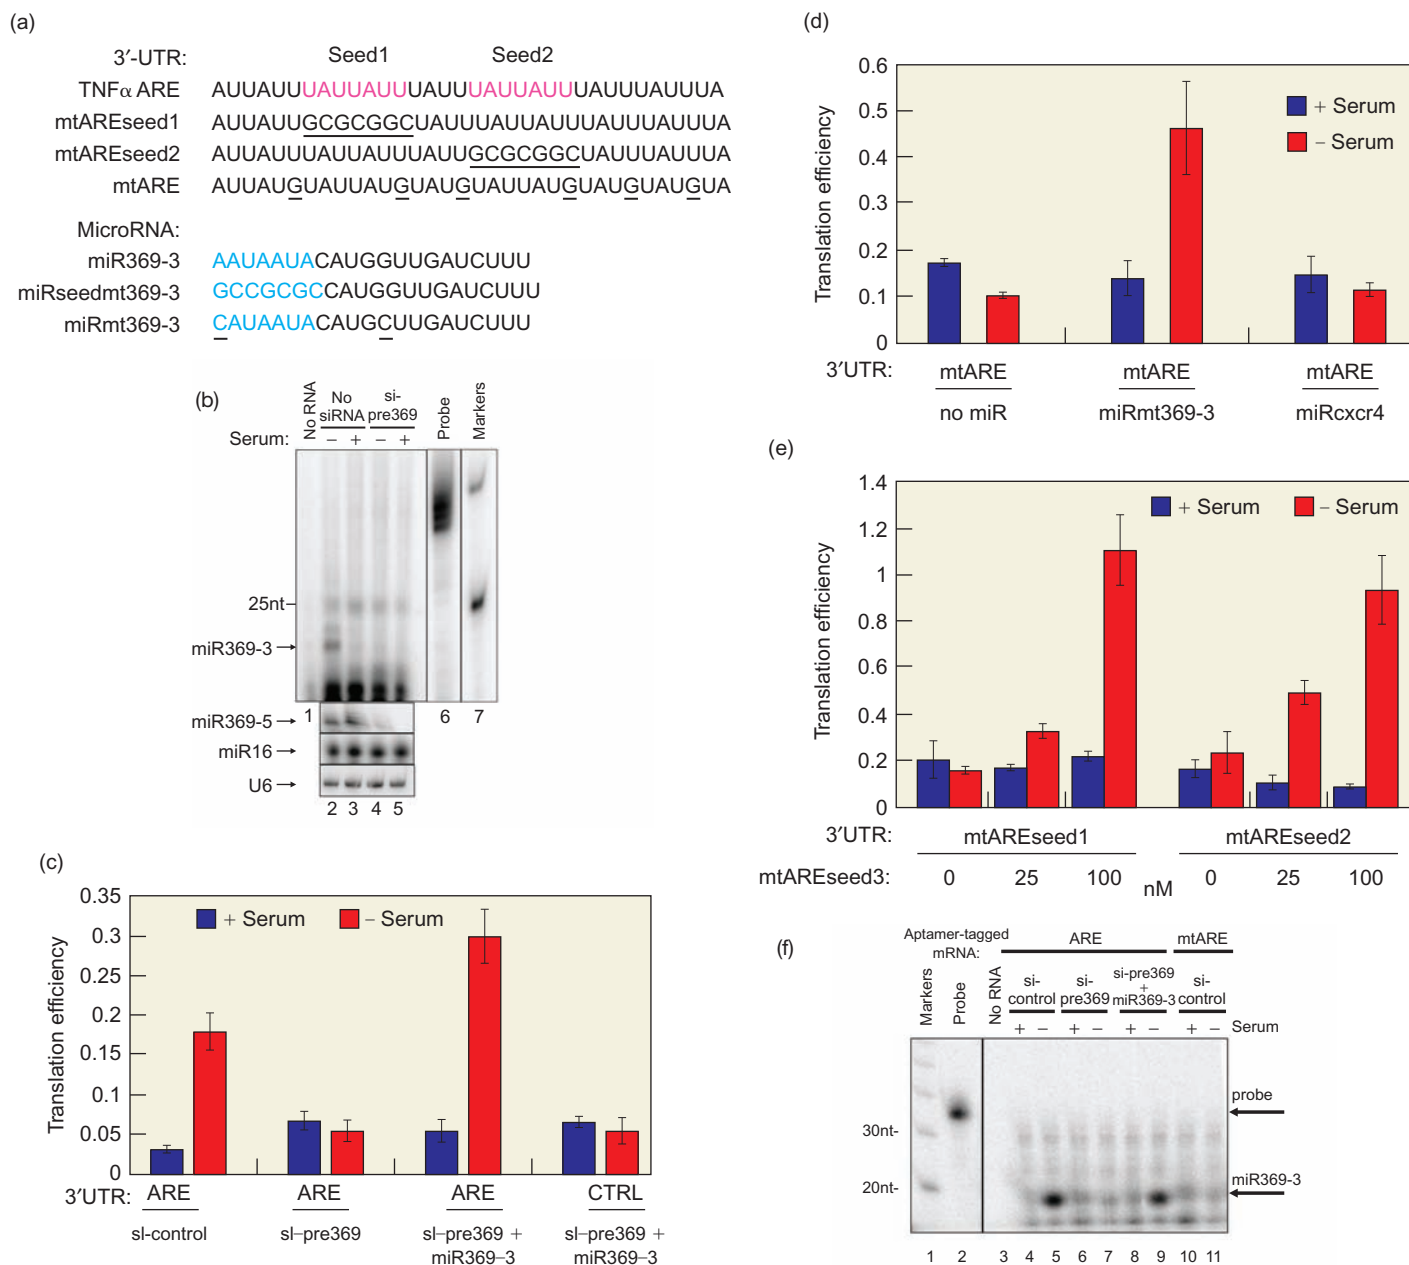 (a)
3′-UTR: Seed1 Seed2
TNFα ARE AUUAUUUAUUAUUUAUUUAUUAUUUAUUUAUUUA
mtAREseed1 AUUAUUGCGCGGCUAUUUAUUAUUUAUUUAUUUA
mtAREseed2 AUUAUUUAUUAUUUAUUGCGCGGCUAUUUAUUUA
mtARE AUUAUGUAUUAUGUAUGUAUUAUGUAUGUAUGUA
MicroRNA:
miR369-3 AAUAAUACAUGGUUGAUCUUU
miRseedmt369-3 GCCGCGCCAUGGUUGAUCUUU
miRmt369-3 CAUAAUACAUGCUUGAUCUUU
(b)
No RNA
No siRNA
si-pre369
Probe
Markers
Serum: − + − +
25nt
miR369-3
miR369-5
miR16
U6
1 6 7
2 3 4 5
(c)
Translation efficiency
0.35
0.3
0.25
0.2
0.15
0.1
0.05
0
+ Serum − Serum
3′UTR: ARE ARE ARE CTRL
sl-control sl–pre369 sl–pre369 + sl–pre369 +
miR369–3 miR369–3
(d)
Translation efficiency
0.6
0.5
0.4
0.3
0.2
0.1
0
+ Serum
− Serum
3′UTR: mtARE mtARE mtARE
no miR miRmt369-3 miRcxcr4
(e)
Translation efficiency
1.4
1.2
1
0.8
0.6
0.4
0.2
0
+ Serum − Serum
3′UTR: mtAREseed1 mtAREseed2
mtAREseed3: 0 25 100 nM 0 25 100
(f)
Aptamer-tagged
mRNA: ARE mtARE
Markers
Probe
No RNA
si-control
si-pre369
si-pre369 + miR369-3
si-control
+ − + − + − + − Serum
probe
30nt-
20nt-
miR369-3
1 2 3 4 5 6 7 8 9 10 11